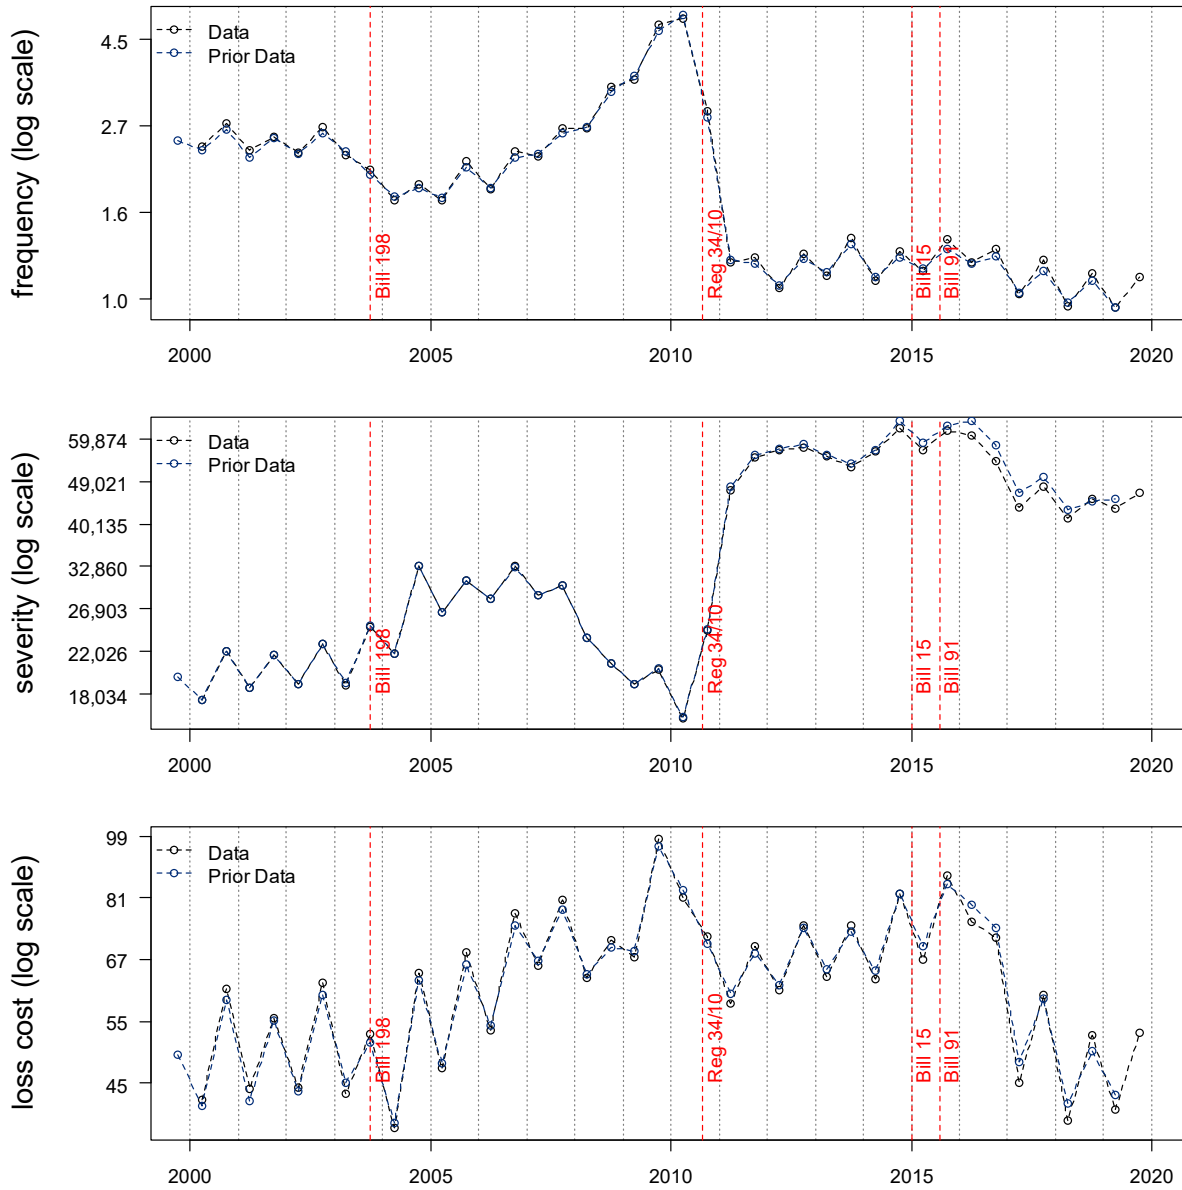 frequency (log scale)
4.5
2.7
1.6
1.0
Data
Prior Data
Bill 198
Reg 34/10
Bill 15
Bill 91
2000
2005
2010
2015
2020
severity (log scale)
59,874
49,021
40,135
32,860
26,903
22,026
18,034
Data
Prior Data
Bill 198
Reg 34/10
Bill 15
Bill 91
2000
2005
2010
2015
2020
loss cost (log scale)
99
81
67
55
45
Data
Prior Data
Bill 198
Reg 34/10
Bill 15
Bill 91
2000
2005
2010
2015
2020